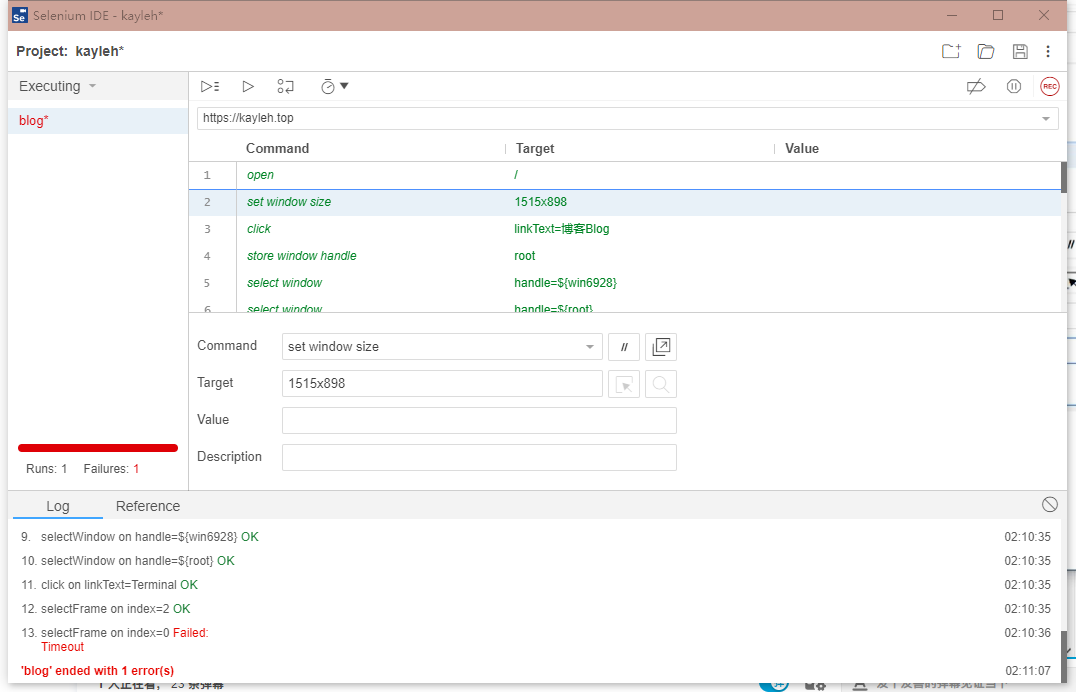 Se Selenium IDE - kayleh*
Project: kayleh*
Executing
REC
blog*
https://kayleh.top
Command Target Value
1 open /
2 set window size 1515x898
3 click linkText=博客Blog
4 store window handle root
5 select window handle=${win6928}
6 select window handle=${root}
Command set window size //
Target 1515x898
Value
Description
Runs: 1 Failures: 1
Log Reference
9. selectWindow on handle=${win6928} OK 02:10:35
10. selectWindow on handle=${root} OK 02:10:35
11. click on linkText=Terminal OK 02:10:35
12. selectFrame on index=2 OK 02:10:35
13. selectFrame on index=0 Failed: 02:10:36
Timeout
'blog' ended with 1 error(s) 02:11:07